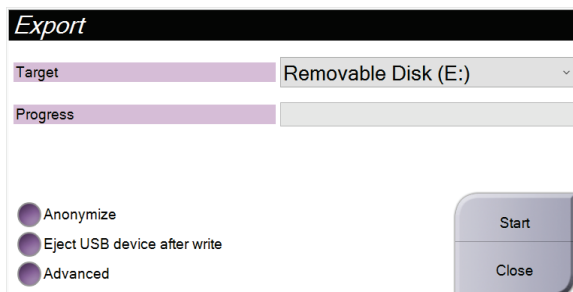 Export
Target
Removable Disk (E:)
Progress
Anonymize
Eject USB device after write
Advanced
Start
Close